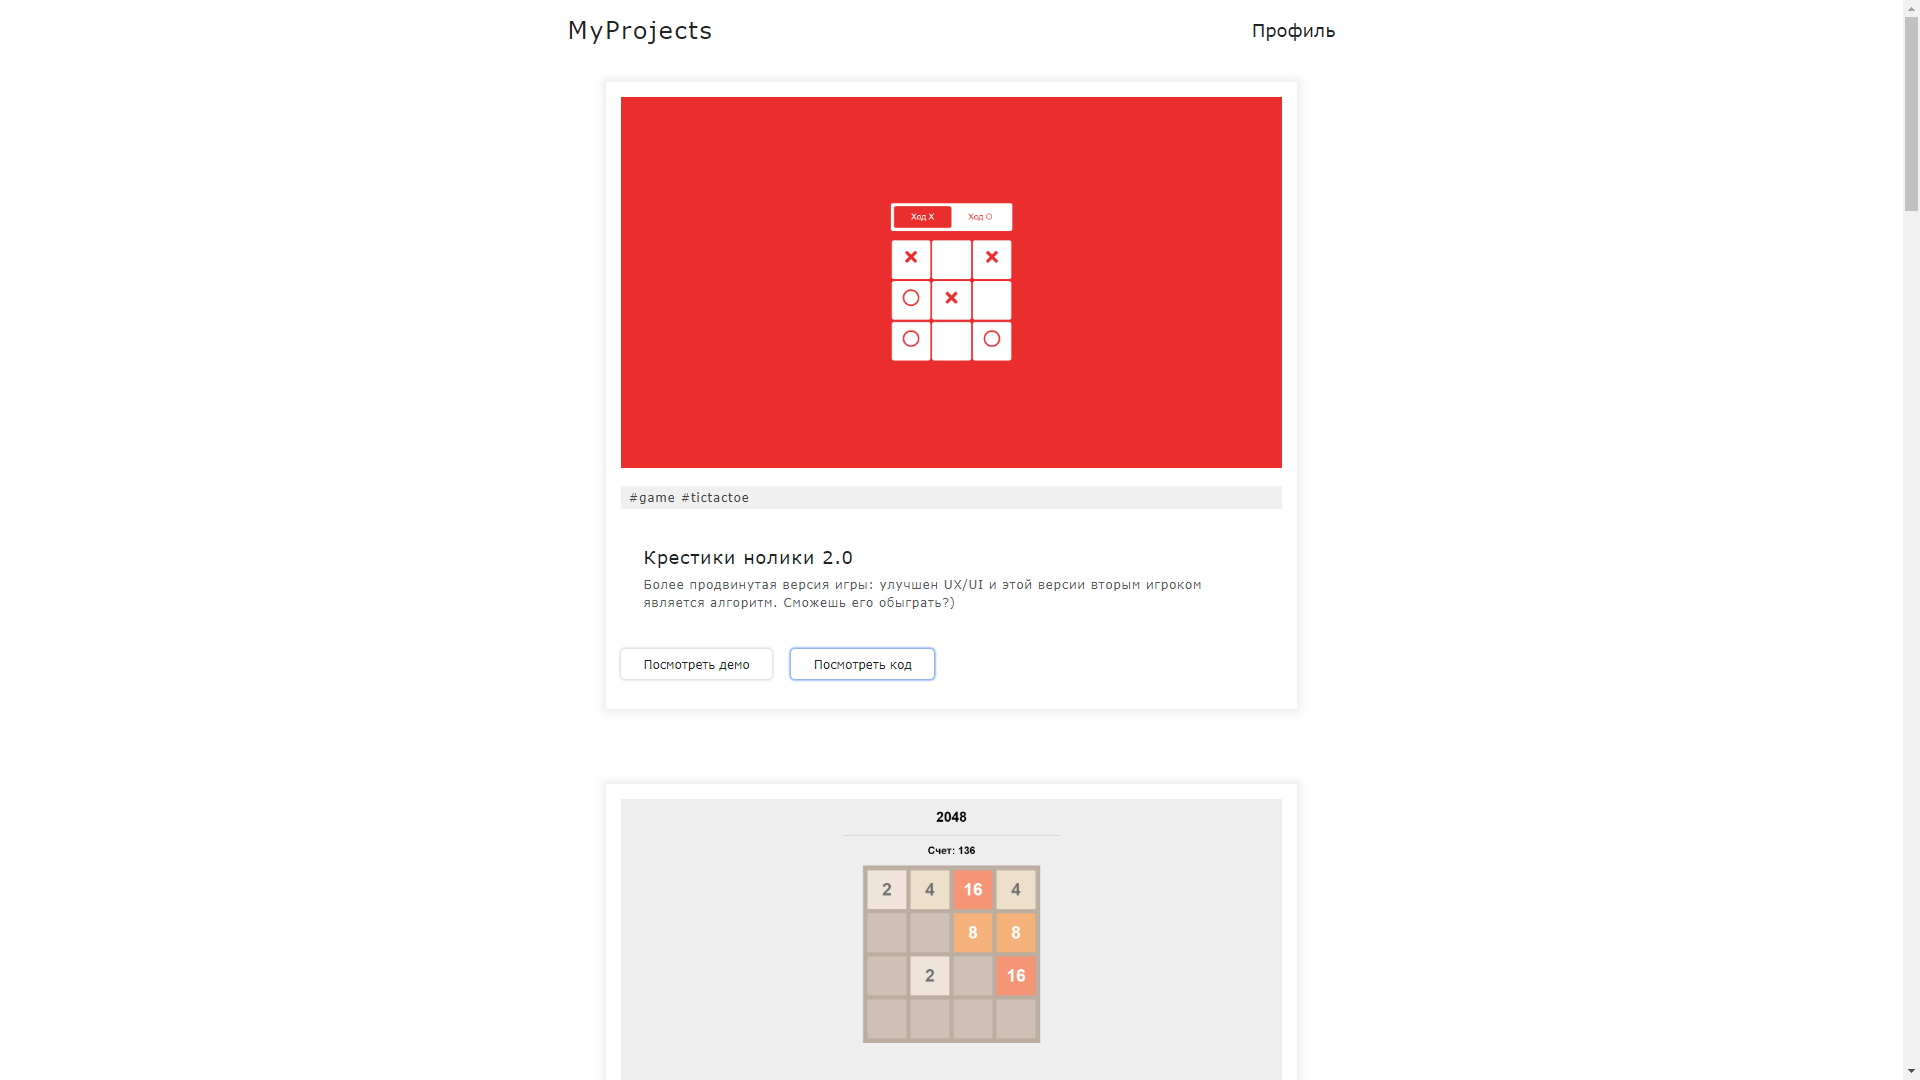 MyProjects
Профиль
Ход X
Ход O
#game #tictactoe
Крестики нолики 2.0
Более продвинутая версия игры: улучшен UX/UI и этой версии вторым игроком
является алгоритм. Сможешь его обыграть?)
Посмотреть демо
Посмотреть код
2048
Счет: 136
2 4 16 4
8 8
2 16